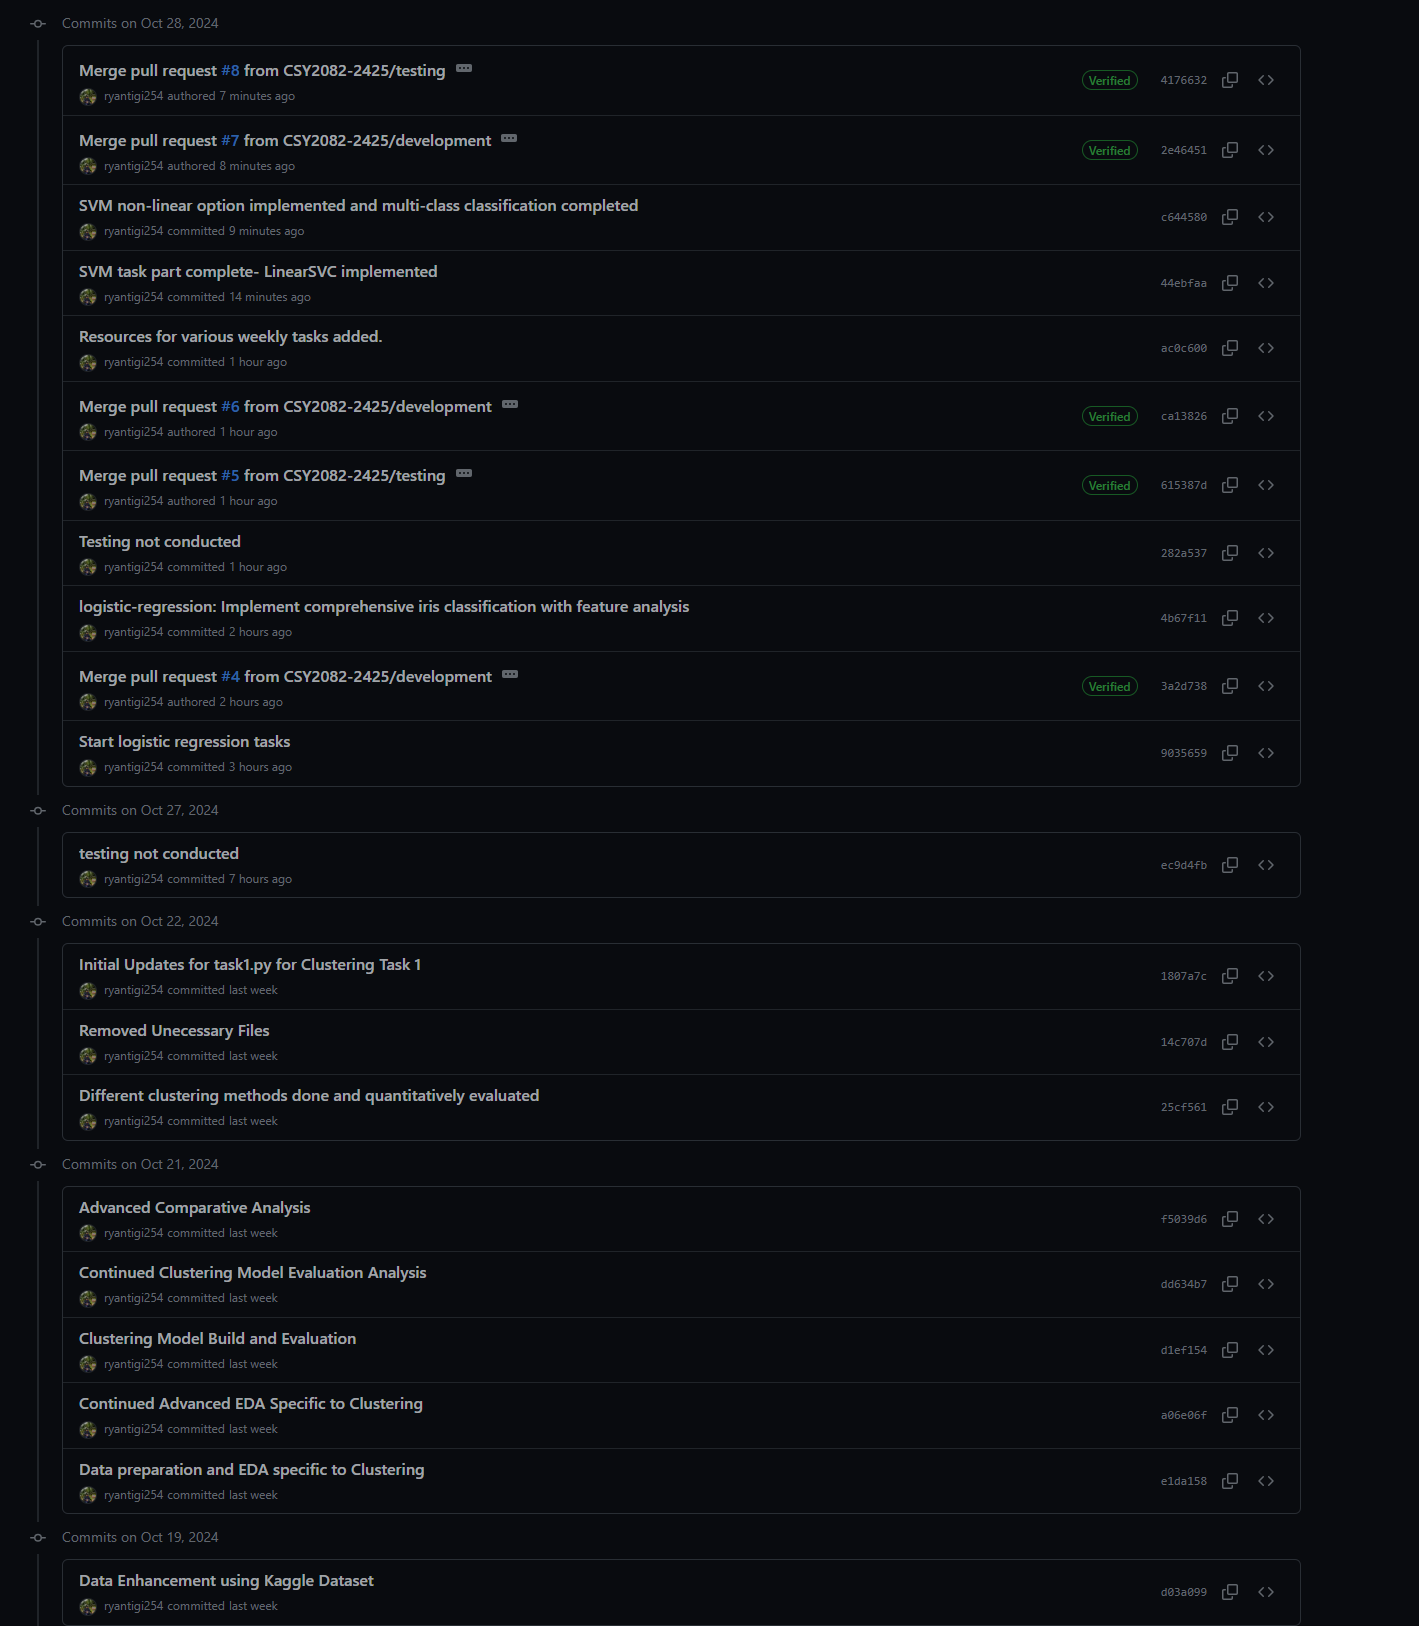 Commits on Oct 28, 2024
Merge pull request #8 from CSY2082-2425/testing
Verified 4176632
ryantigi254 authored 7 minutes ago
Merge pull request #7 from CSY2082-2425/development
Verified 2e46451
ryantigi254 authored 8 minutes ago
SVM non-linear option implemented and multi-class classification completed
c644580
ryantigi254 committed 9 minutes ago
SVM task part complete- LinearSVC implemented
44ebfaa
ryantigi254 committed 14 minutes ago
Resources for various weekly tasks added.
ac0c600
ryantigi254 committed 1 hour ago
Merge pull request #6 from CSY2082-2425/development
Verified ca13826
ryantigi254 authored 1 hour ago
Merge pull request #5 from CSY2082-2425/testing
Verified 615387d
ryantigi254 authored 1 hour ago
Testing not conducted
282a537
ryantigi254 committed 1 hour ago
logistic-regression: Implement comprehensive iris classification with feature analysis
4b67f11
ryantigi254 committed 2 hours ago
Merge pull request #4 from CSY2082-2425/development
Verified 3a2d738
ryantigi254 authored 2 hours ago
Start logistic regression tasks
9035659
ryantigi254 committed 3 hours ago
Commits on Oct 27, 2024
testing not conducted
ec9d4fb
ryantigi254 committed 7 hours ago
Commits on Oct 22, 2024
Initial Updates for task1.py for Clustering Task 1
1807a7c
ryantigi254 committed last week
Removed Unecessary Files
14c707d
ryantigi254 committed last week
Different clustering methods done and quantitatively evaluated
25cf561
ryantigi254 committed last week
Commits on Oct 21, 2024
Advanced Comparative Analysis
f5039d6
ryantigi254 committed last week
Continued Clustering Model Evaluation Analysis
dd634b7
ryantigi254 committed last week
Clustering Model Build and Evaluation
d1ef154
ryantigi254 committed last week
Continued Advanced EDA Specific to Clustering
a06e06f
ryantigi254 committed last week
Data preparation and EDA specific to Clustering
e1da158
ryantigi254 committed last week
Commits on Oct 19, 2024
Data Enhancement using Kaggle Dataset
d03a099
ryantigi254 committed last week